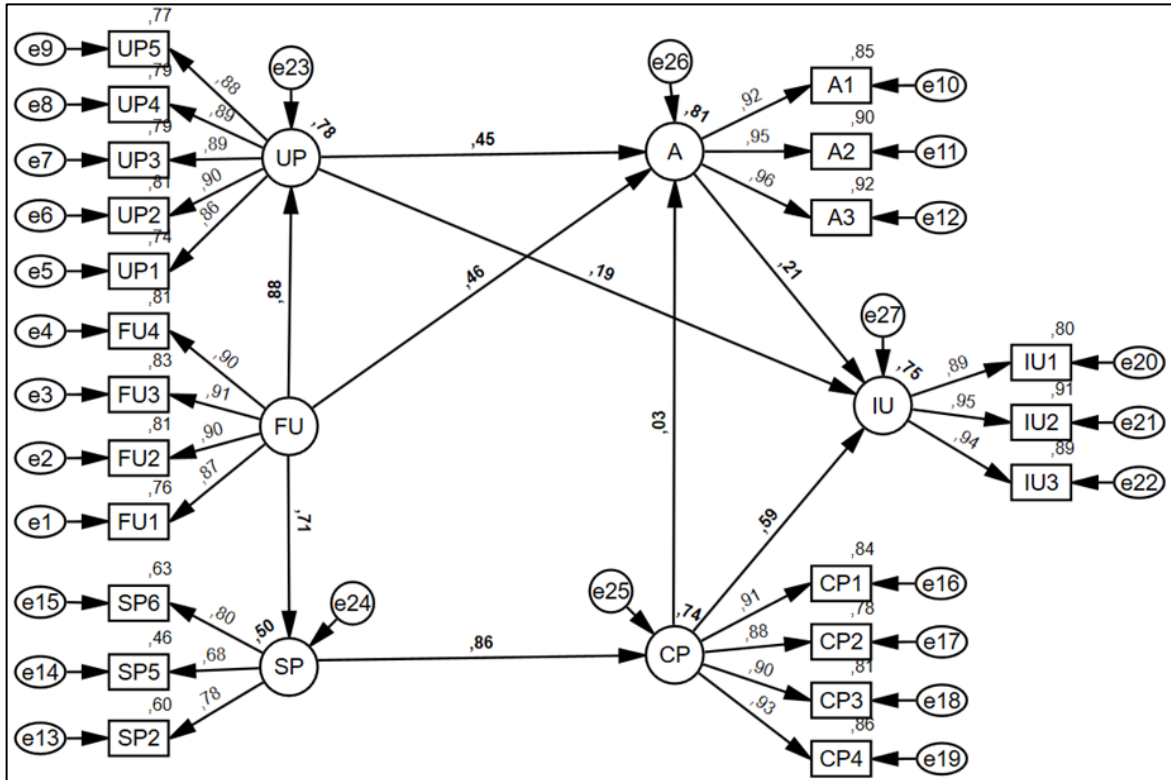 ,77
e9 UP5
,88
,79
e8 UP4
,89
,79
e7 UP3
,89
,81
e6 UP2
,90
,74
e5 UP1
,86
e23
,78
UP
,45
e26
,81
A
,85
,92
A1 e10
,90
,95
A2 e11
,92
,96
A3 e12
,81
e4 FU4
,90
,83
e3 FU3
,91
,81
e2 FU2
,90
,76
e1 FU1
,87
,88
FU
,46
,19
,21
,03
,59
,71
e27
,75
IU
,80
,89
IU1 e20
,91
,95
IU2 e21
,89
,94
IU3 e22
,63
e15 SP6
,80
,46
e14 SP5
,68
,60
e13 SP2
,78
,50
e24
SP
,86
e25
,74
CP
,84
,91
CP1 e16
,78
,88
CP2 e17
,81
,90
CP3 e18
,86
,93
CP4 e19